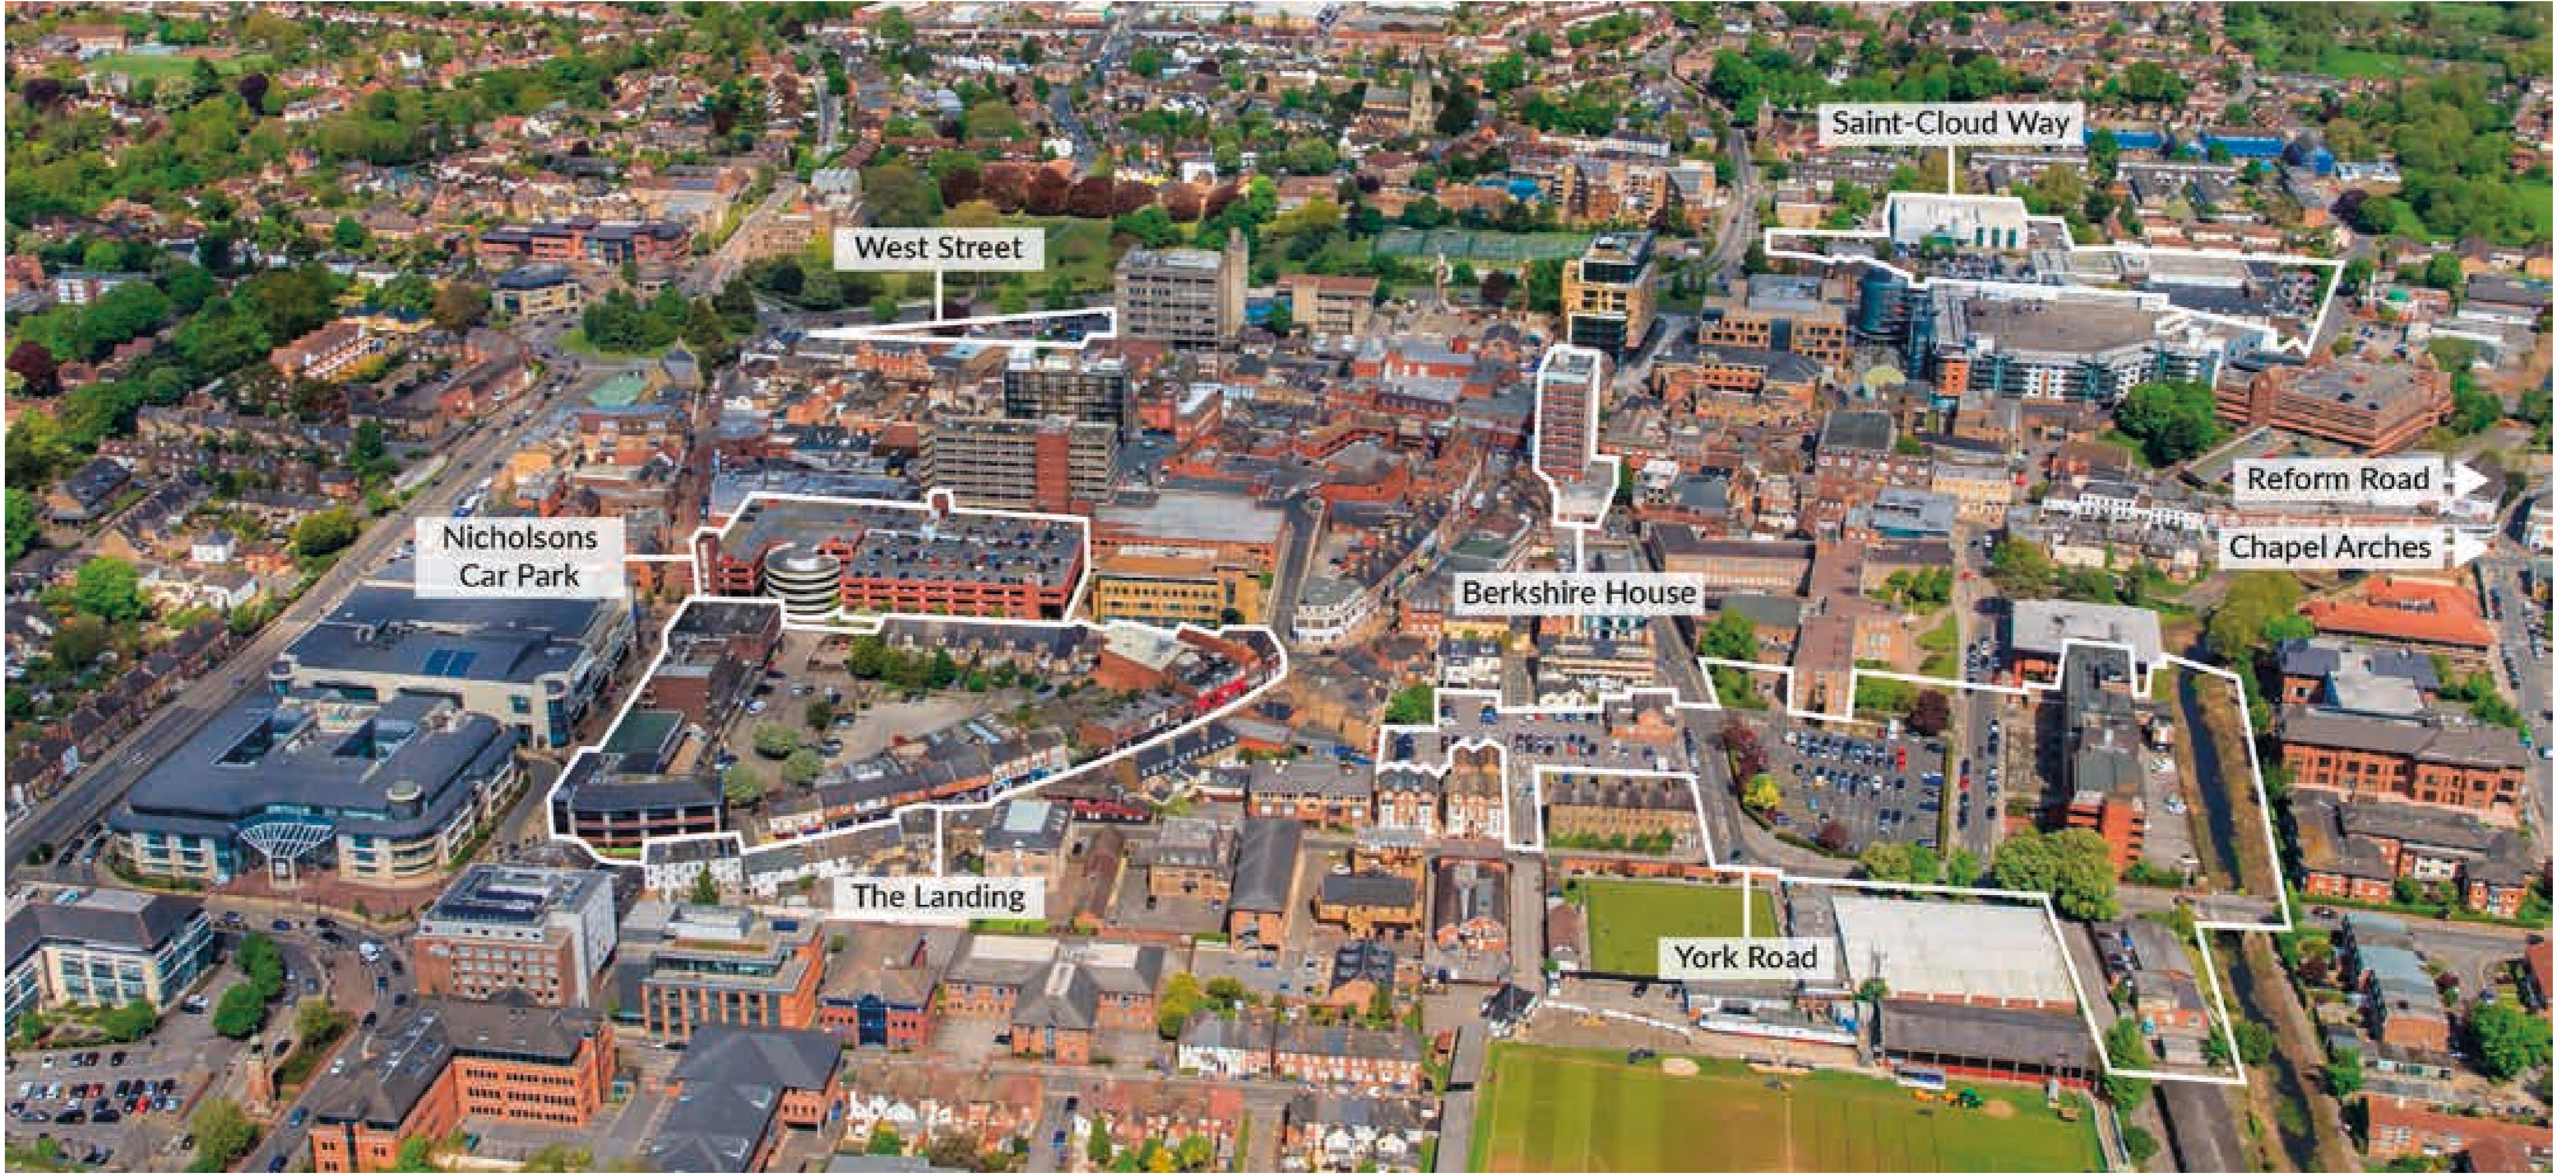 Saint-Cloud Way
West Street
Reform Road
Nicholsons
Car Park
Chapel Arches
Berkshire House
The Landing
York Road